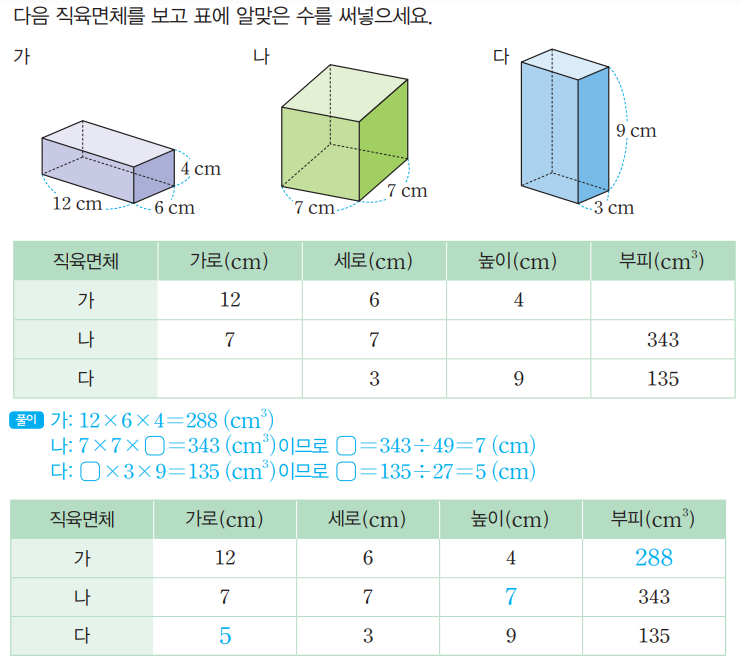 다음 직육면체를 보고 표에 알맞은 수를 써넣으세요.
가 나 다
4 cm
12 cm
6 cm
7 cm
7 cm
9 cm
3 cm
직육면체 가로(cm) 세로(cm) 높이(cm) 부피(cm³)
가 12 6 4
나 7 7 343
다 3 9 135
풀이 가: 12×6×4=288 (cm³)
나: 7×7×□=343 (cm³)이므로 □=343÷49=7 (cm)
다: □×3×9=135 (cm³)이므로 □=135÷27=5 (cm)
직육면체 가로(cm) 세로(cm) 높이(cm) 부피(cm³)
가 12 6 4 288
나 7 7 7 343
다 5 3 9 135